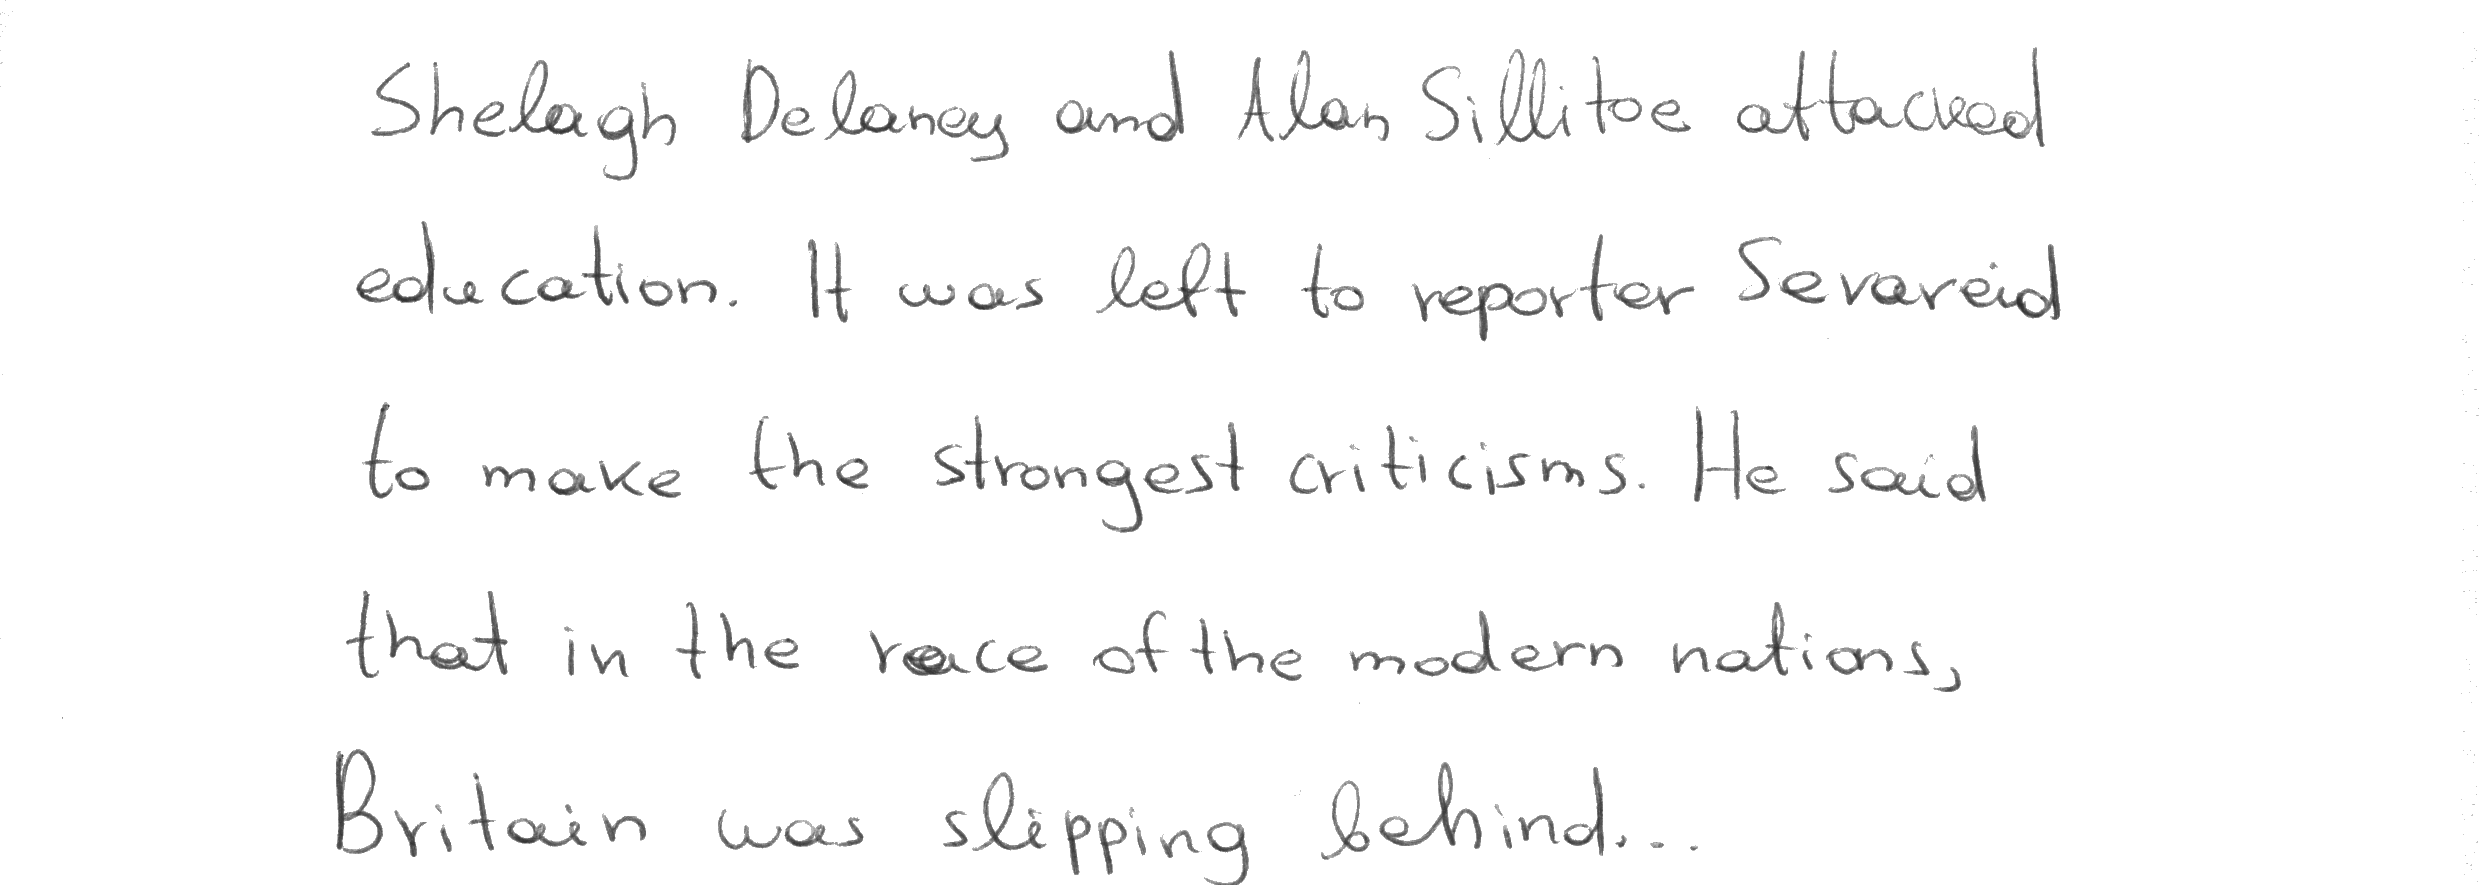 Shelagh Delaney and Alan Sillitoe attacked
education. It was left to reporter Sevareid
to make the strongest criticisms. He said
that in the race of the modern nations,
Britain was slipping behind...